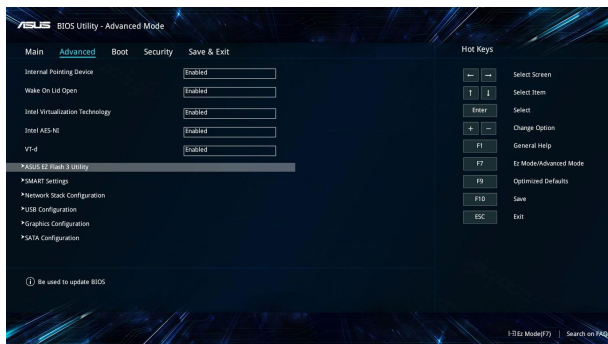 ASUS BIOS Utility - Advanced Mode
Main Advanced Boot Security Save & Exit
Hot Keys
Internal Pointing Device Enabled
Wake On Lid Open Enabled
Intel Virtualization Technology Enabled
Intel AES-NI Enabled
VT-d Enabled
ASUS EZ Flash 3 Utility
SMART Settings
Network Stack Configuration
USB Configuration
Graphics Configuration
SATA Configuration
← → Select Screen
↑ ↓ Select Item
Enter Select
+ - Change Option
F1 General Help
F7 Ez Mode/Advanced Mode
F9 Optimized Defaults
F10 Save
ESC Exit
Be used to update BIOS
Ez Mode(F7) | Search on FAQ